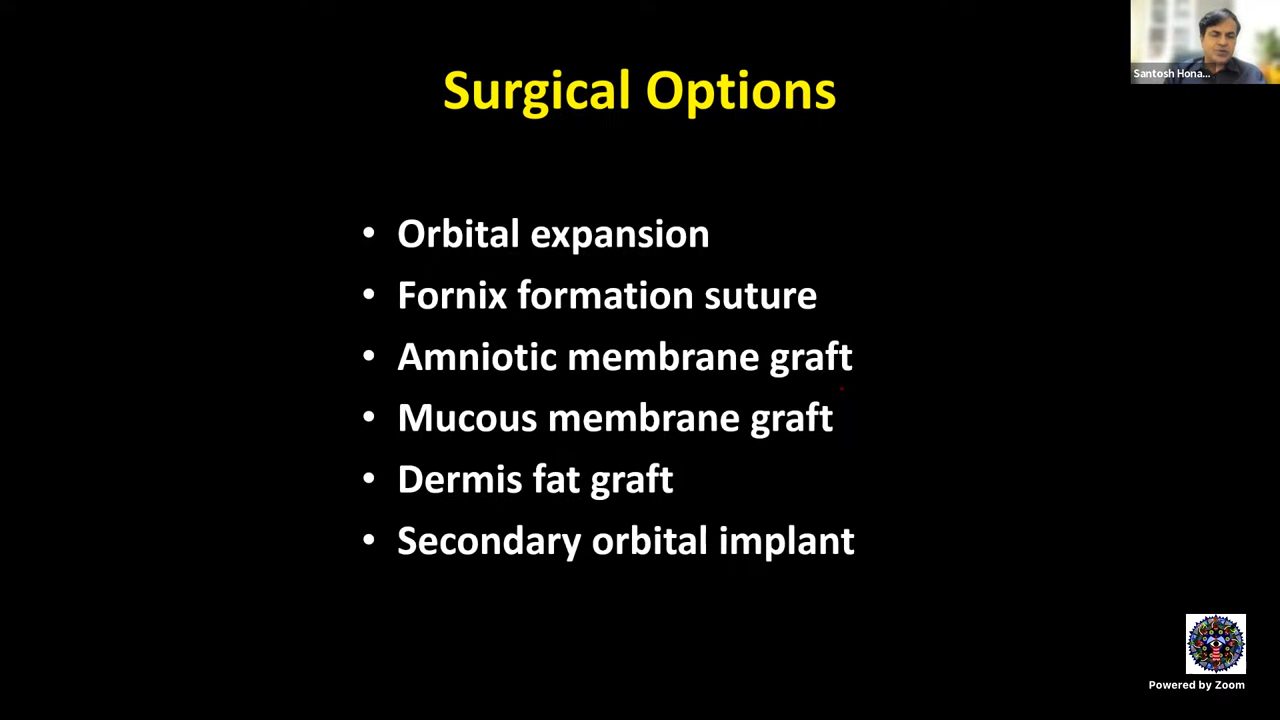 Santosh Hona...
Surgical Options
• Orbital expansion
• Fornix formation suture
• Amniotic membrane graft
• Mucous membrane graft
• Dermis fat graft
• Secondary orbital implant
Powered by Zoom